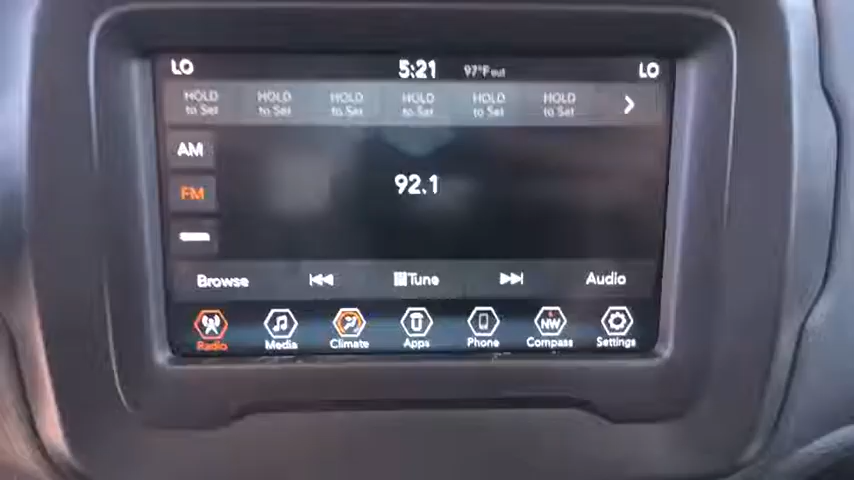 LO 5:21 97°F out LO
HOLD to Set HOLD to Set HOLD to Set HOLD to Set HOLD to Set HOLD to Set
AM
FM
92.1
Browse Tune Audio
Radio Media Climate Apps Phone NW Compass Settings